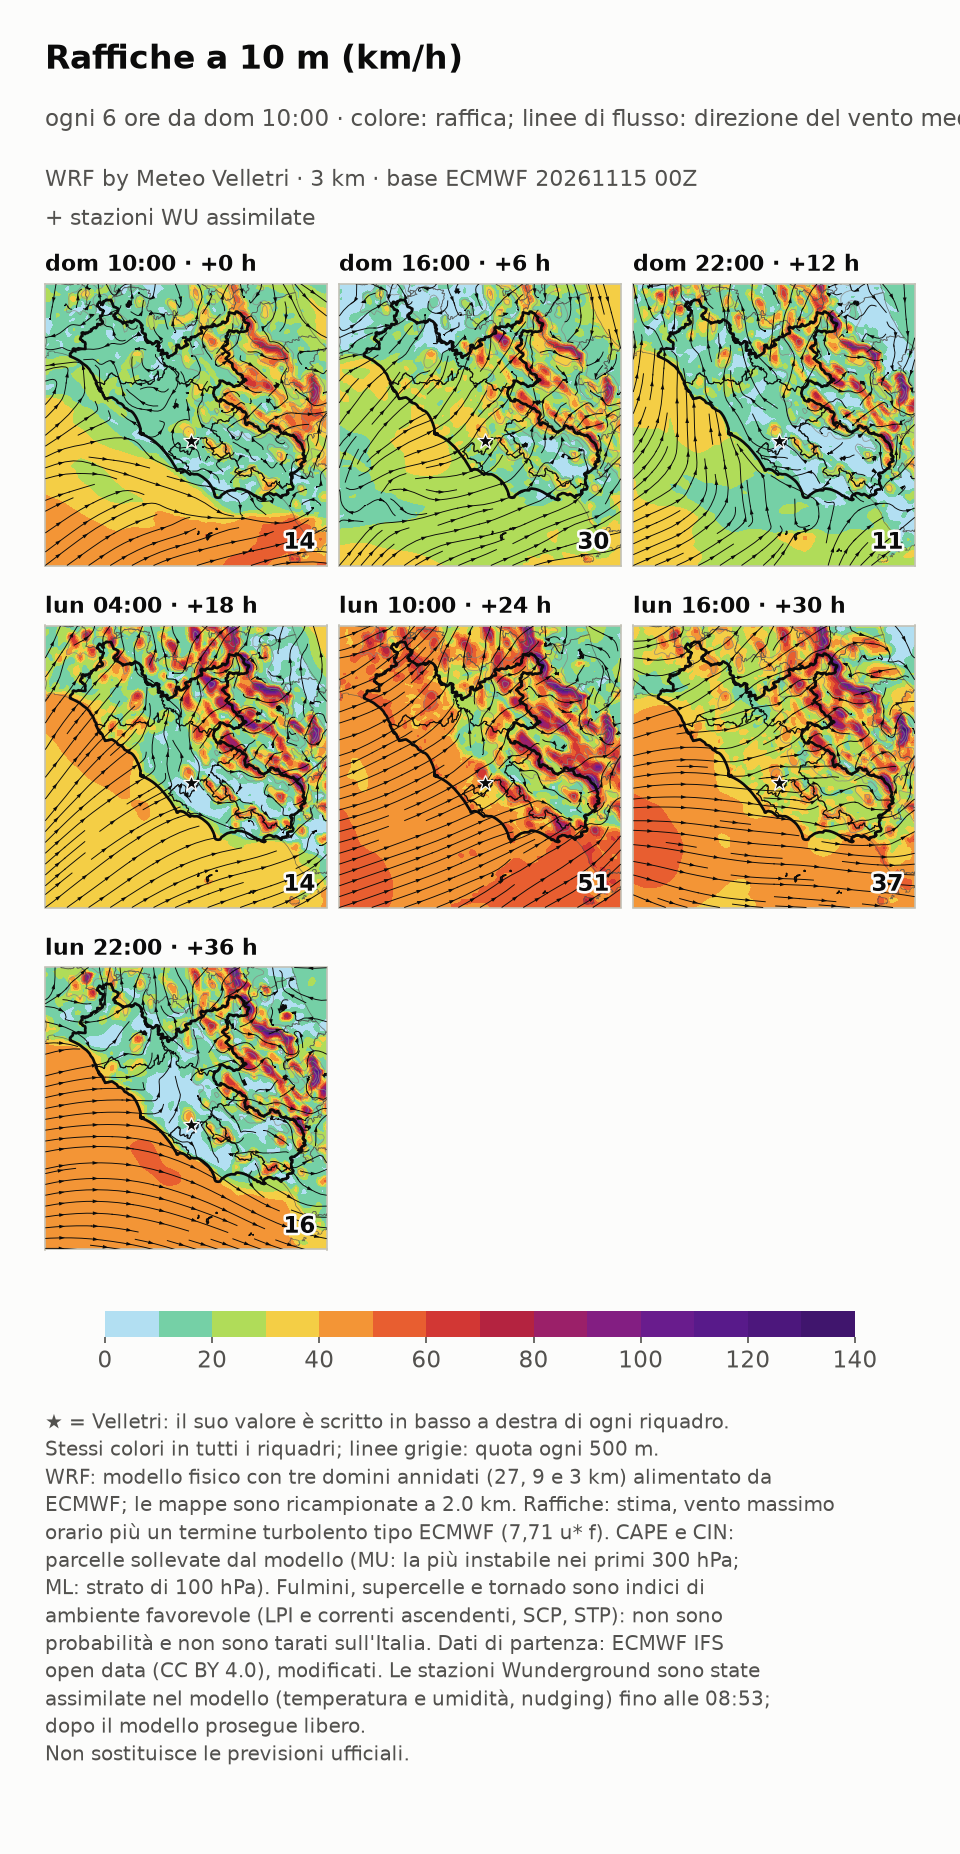 Raffiche a 10 m (km/h)
ogni 6 ore da dom 10:00 · colore: raffica; linee di flusso: direzione del vento
WRF by Meteo Velletri · 3 km · base ECMWF 20261115 00Z
+ stazioni WU assimilate
dom 10:00 · +0 h
dom 16:00 · +6 h
dom 22:00 · +12 h
14
30
11
lun 04:00 · +18 h
lun 10:00 · +24 h
lun 16:00 · +30 h
14
51
37
lun 22:00 · +36 h
16
0 20 40 60 80 100 120 140
★ = Velletri: il suo valore è scritto in basso a destra di ogni riquadro.
Stessi colori in tutti i riquadri; linee grigie: quota ogni 500 m.
WRF: modello fisico con tre domini annidati (27, 9 e 3 km) alimentato da
ECMWF; le mappe sono ricampionate a 2.0 km. Raffiche: stima, vento massimo
orario più un termine turbolento tipo ECMWF (7,71 u* f). CAPE e CIN:
parcelle sollevate dal modello (MU: la più instabile nei primi 300 hPa;
ML: strato di 100 hPa). Fulmini, supercelle e tornado sono indici di
ambiente favorevole (LPI e correnti ascendenti, SCP, STP): non sono
probabilità e non sono tarati sull'Italia. Dati di partenza: ECMWF IFS
open data (CC BY 4.0), modificati. Le stazioni Wunderground sono state
assimilate nel modello (temperatura e umidità, nudging) fino alle 08:53;
dopo il modello prosegue libero.
Non sostituisce le previsioni ufficiali.